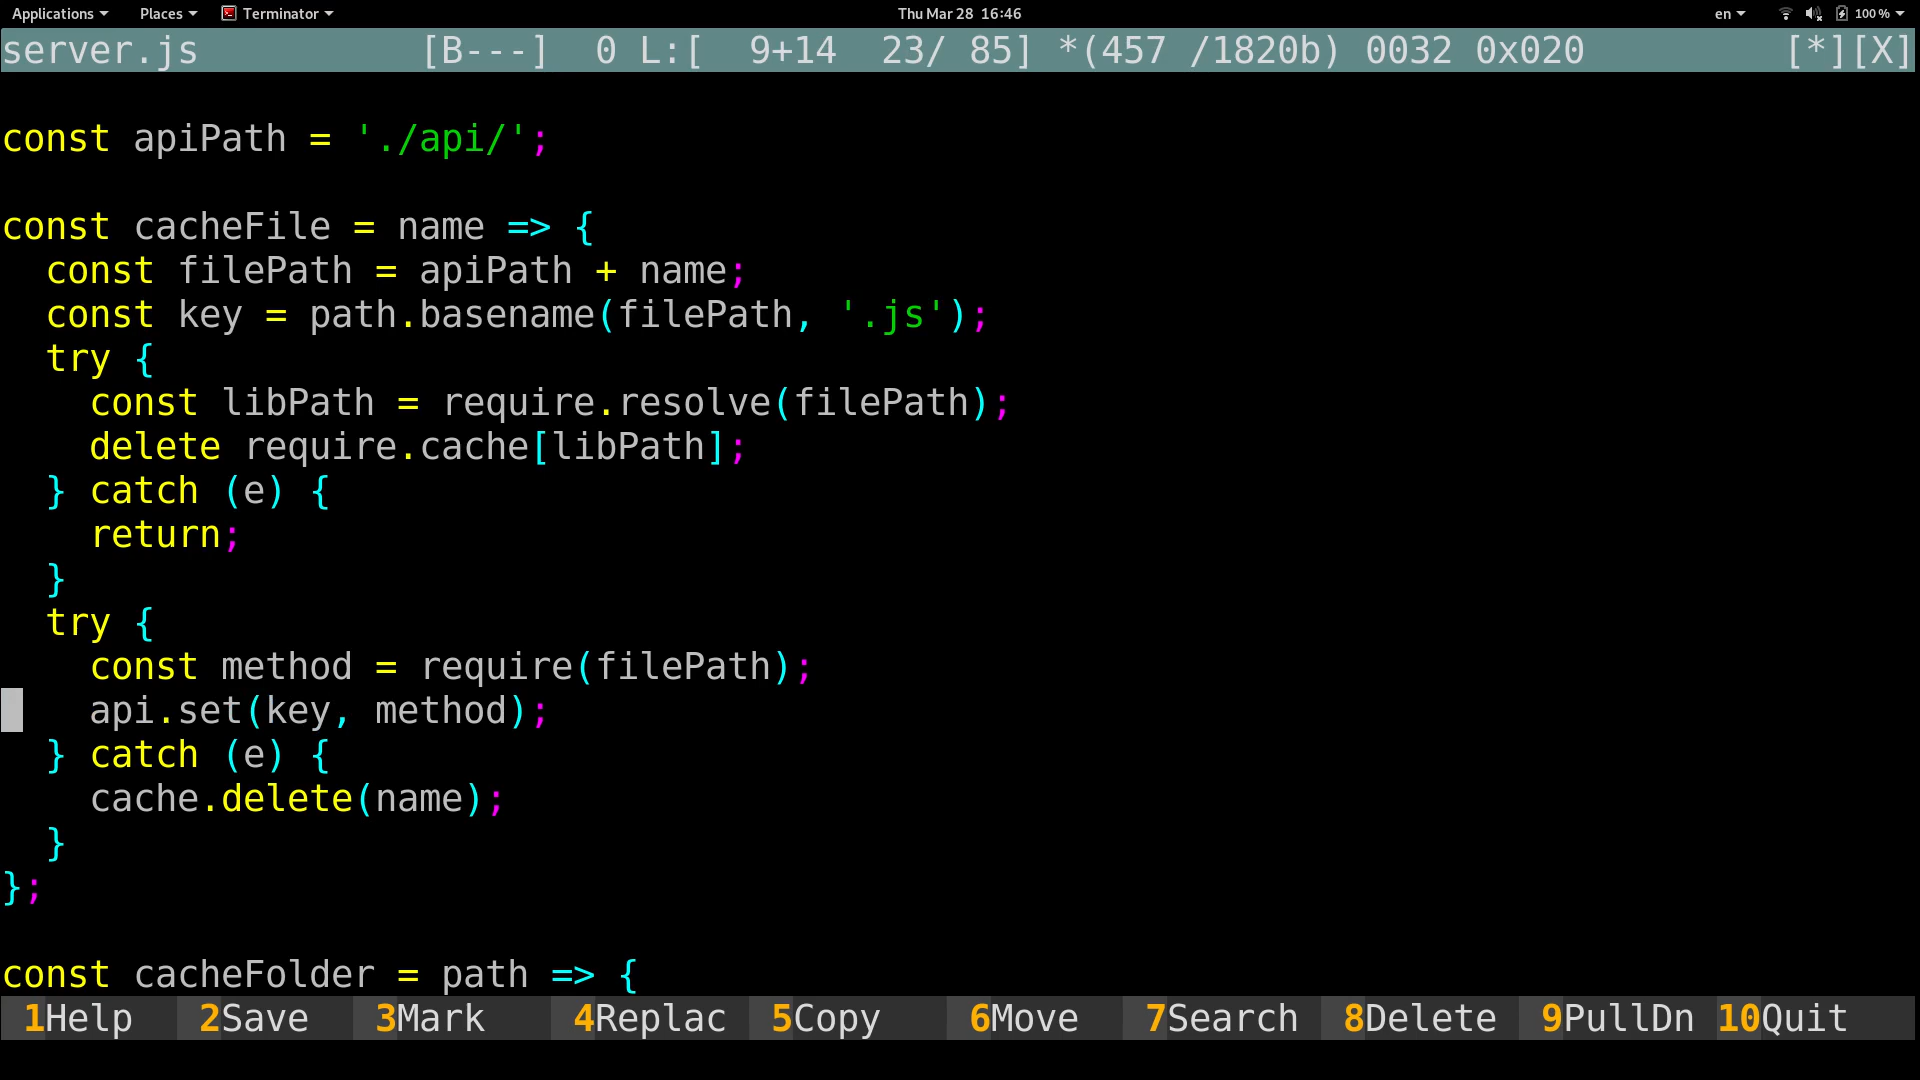 Applications Places Terminator Thu Mar 28 16:46 en 100%
server.js [B---] 0 L:[ 9+14 23/ 85] *(457 /1820b) 0032 0x020 [*][X]
const apiPath = './api/';
const cacheFile = name => {
  const filePath = apiPath + name;
  const key = path.basename(filePath, '.js');
  try {
    const libPath = require.resolve(filePath);
    delete require.cache[libPath];
  } catch (e) {
    return;
  }
  try {
    const method = require(filePath);
    api.set(key, method);
  } catch (e) {
    cache.delete(name);
  }
};
const cacheFolder = path => {
1Help 2Save 3Mark 4Replac 5Copy 6Move 7Search 8Delete 9PullDn 10Quit